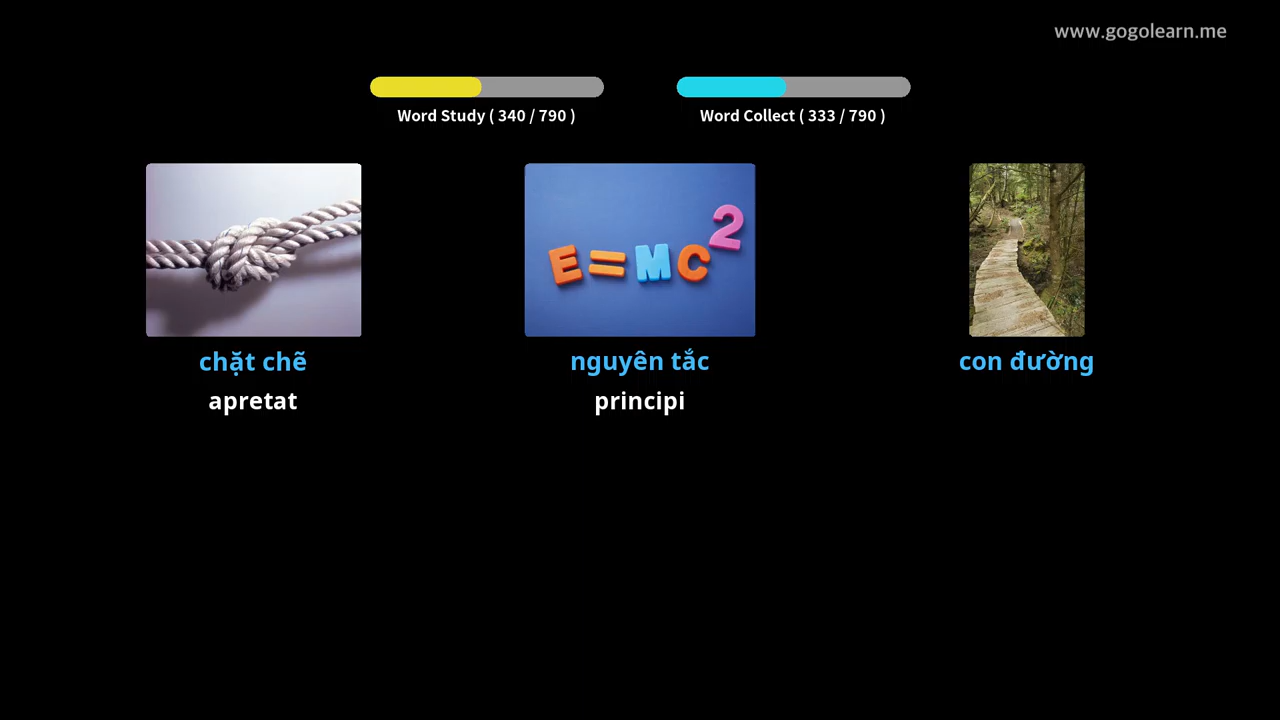 www.gogolearn.me
Word Study ( 340 / 790 )
Word Collect ( 333 / 790 )
E=MC2
chặt chẽ
nguyên tắc
con đường
apretat
principi